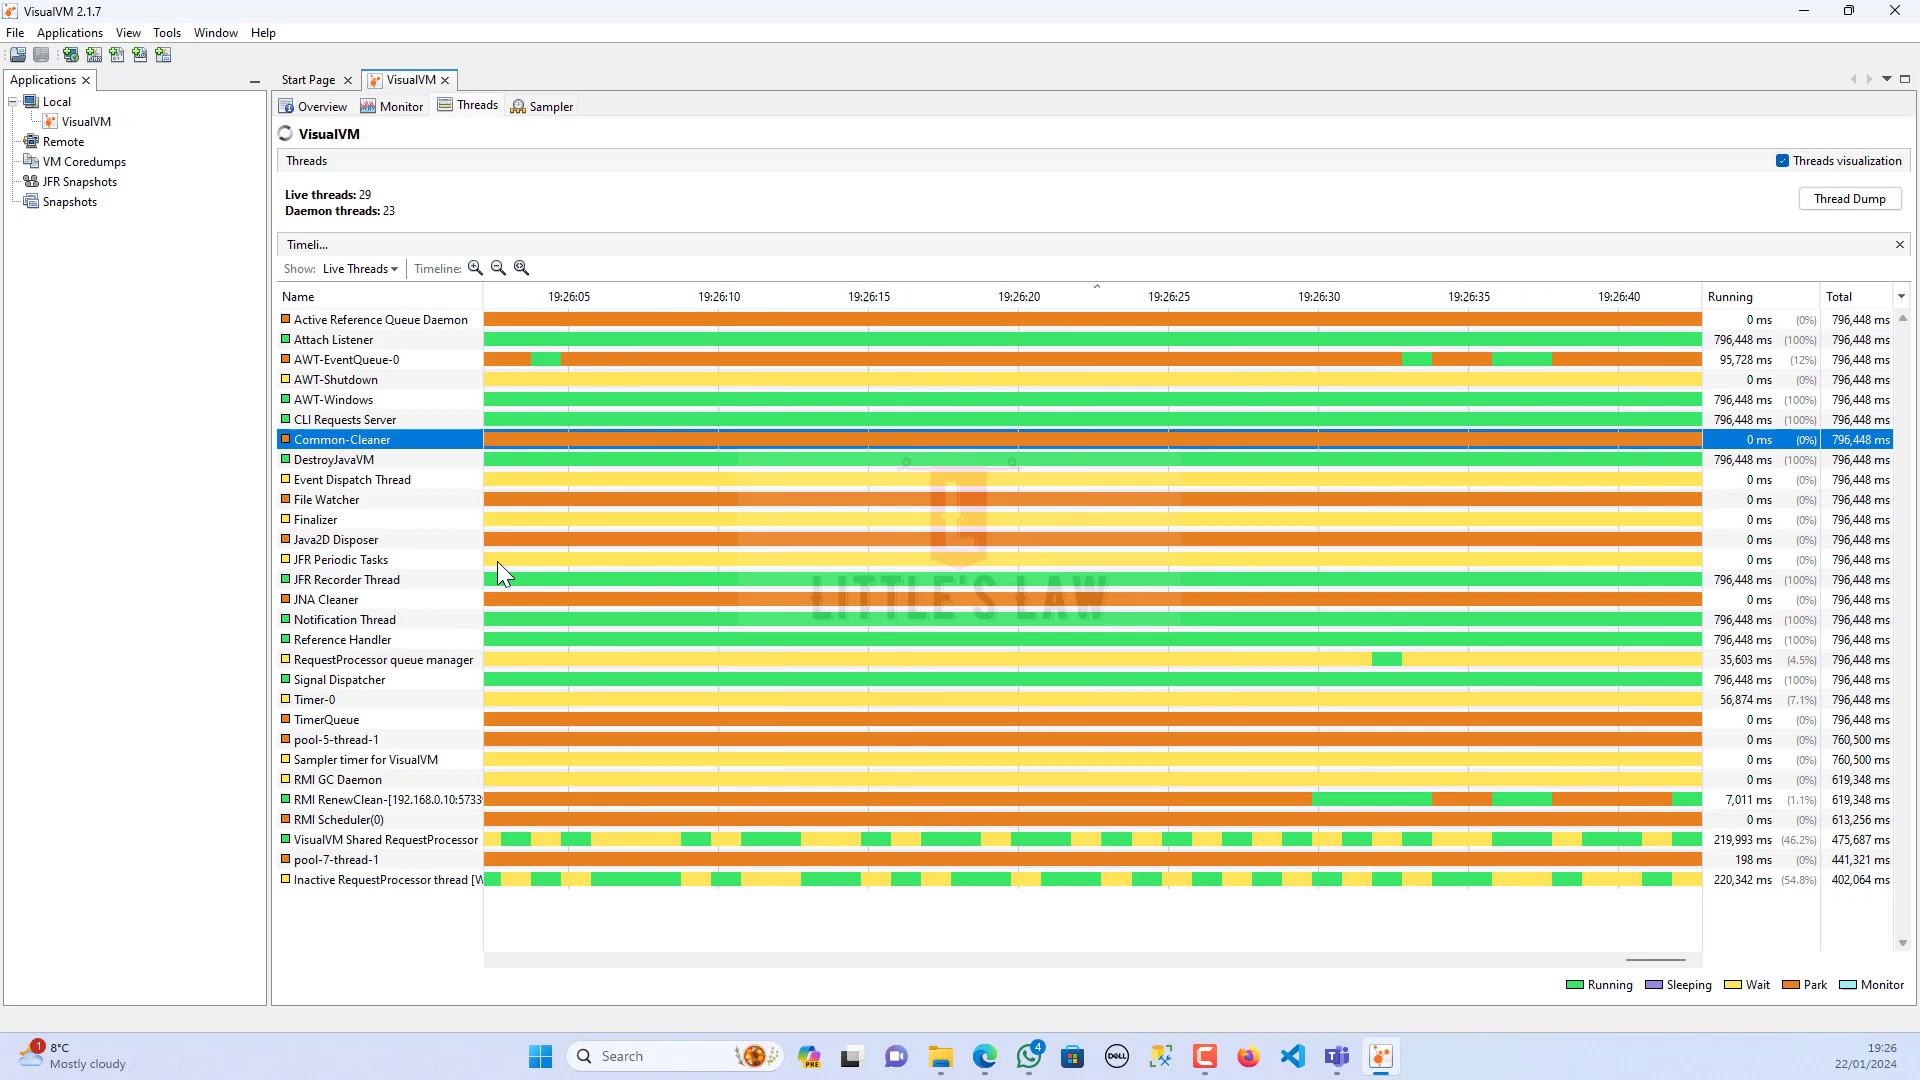 VisualVM 2.1.7
File Applications View Tools Window Help
Applications
Start Page VisualVM
Local
VisualVM
Remote
VM Coredumps
JFR Snapshots
Snapshots
Overview Monitor Threads Sampler
VisualVM
Threads Threads visualization
Live threads: 29
Daemon threads: 23
Thread Dump
Timeli...
Show: Live Threads Timeline:
Name 19:26:05 19:26:10 19:26:15 19:26:20 19:26:25 19:26:30 19:26:35 19:26:40 Running Total
Active Reference Queue Daemon 0 ms (0%) 796,448 ms
Attach Listener 796,448 ms (100%) 796,448 ms
AWT-EventQueue-0 95,728 ms (12%) 796,448 ms
AWT-Shutdown 0 ms (0%) 796,448 ms
AWT-Windows 796,448 ms (100%) 796,448 ms
CLI Requests Server 796,448 ms (100%) 796,448 ms
Common-Cleaner 0 ms (0%) 796,448 ms
DestroyJavaVM 796,448 ms (100%) 796,448 ms
Event Dispatch Thread 0 ms (0%) 796,448 ms
File Watcher 0 ms (0%) 796,448 ms
Finalizer 0 ms (0%) 796,448 ms
Java2D Disposer 0 ms (0%) 796,448 ms
JFR Periodic Tasks 0 ms (0%) 796,448 ms
JFR Recorder Thread 796,448 ms (100%) 796,448 ms
JNA Cleaner 0 ms (0%) 796,448 ms
LITTLE'S LAW
Notification Thread 796,448 ms (100%) 796,448 ms
Reference Handler 796,448 ms (100%) 796,448 ms
RequestProcessor queue manager 35,603 ms (4.5%) 796,448 ms
Signal Dispatcher 796,448 ms (100%) 796,448 ms
Timer-0 56,874 ms (7.1%) 796,448 ms
TimerQueue 0 ms (0%) 796,448 ms
pool-5-thread-1 0 ms (0%) 760,500 ms
Sampler timer for VisualVM 0 ms (0%) 760,500 ms
RMI GC Daemon 0 ms (0%) 619,348 ms
RMI RenewClean-[192.168.0.10:5733 7,011 ms (1.1%) 619,348 ms
RMI Scheduler(0) 0 ms (0%) 613,256 ms
VisualVM Shared RequestProcessor 219,993 ms (46.2%) 475,687 ms
pool-7-thread-1 198 ms (0%) 441,321 ms
Inactive RequestProcessor thread [W 220,342 ms (54.8%) 402,064 ms
Running Sleeping Wait Park Monitor
1 8°C
Mostly cloudy
Search
PRE
4
DELL
19:26
22/01/2024